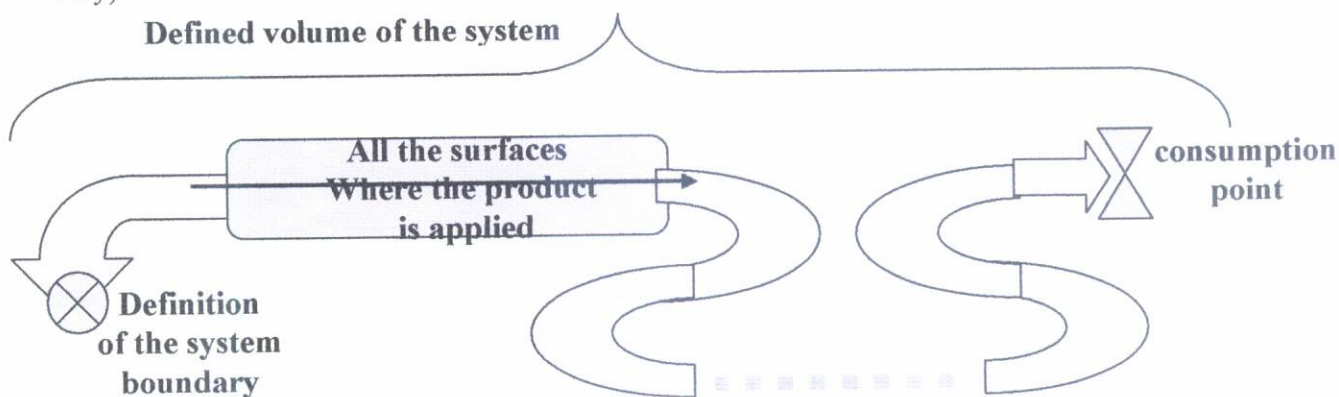 Defined volume of the system
All the surfaces
Where the product
is applied
consumption
point
Definition
of the system
boundary